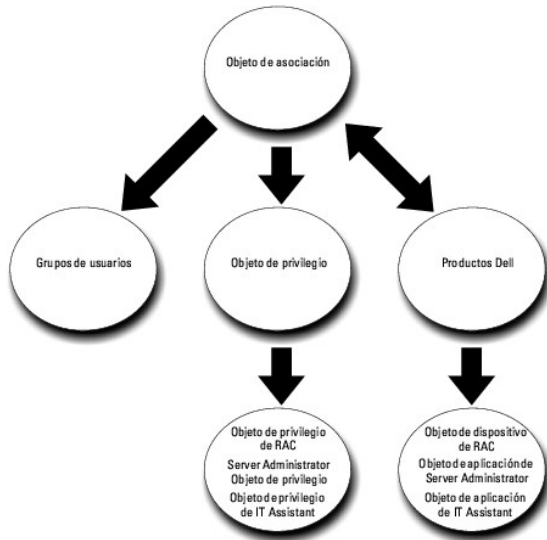 Objeto de asociación
Grupos de usuarios
Objeto de privilegio
Productos Dell
Objeto de privilegio
de RAC
Server Administrator
Objeto de privilegio
Objeto de privilegio
de IT Assistant
Objeto de dispositivo
de RAC
Objeto de aplicación de
Server Administrator
Objeto de aplicación
de IT Assistant